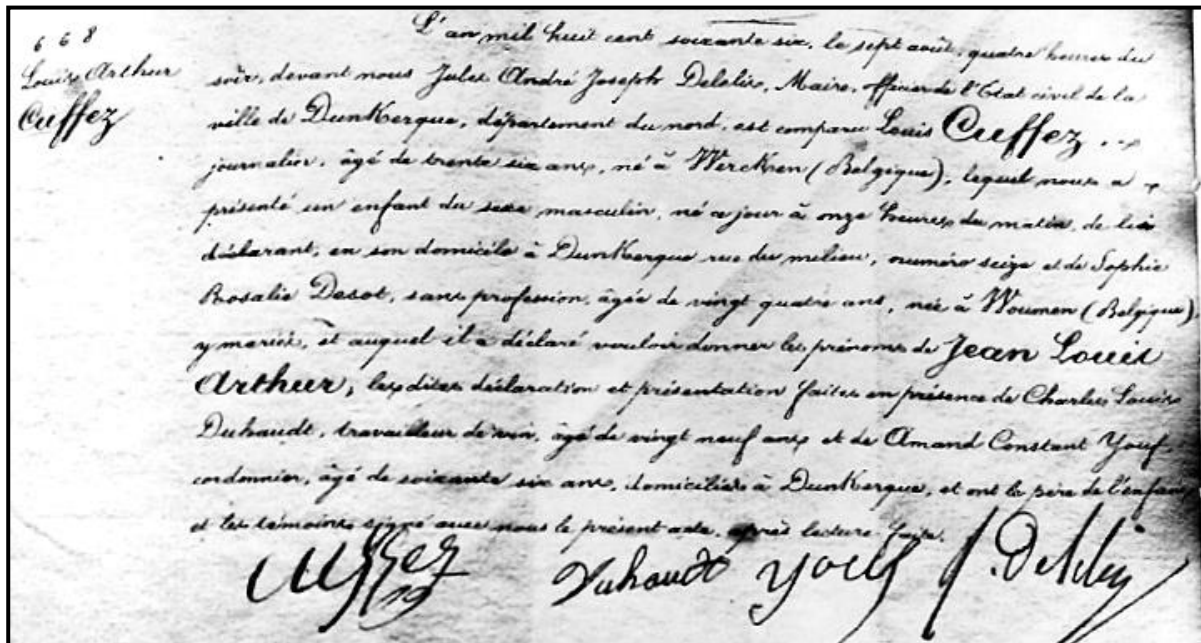 668
Louis Arthur
Cuffez
L'an mil huit cent soixante six, le sept août, quatre heures du
soir, devant nous Jules André Joseph Delelis, Maire, officier de l'Etat civil de la
ville de DunKerque, département du nord, est comparu Louis Cuffez
journalier, âgé de trente six ans, né à WercKen (Belgique), lequel nous a
présenté un enfant du sexe masculin, né ce jour à onze heures du matin, de lui
déclarant, en son domicile à DunKerque rue du milieu, numéro seize et de Sophie
Rosalie Desot, sans profession, âgée de vingt quatre ans, née à Woumen (Belgique),
y mariés, et auquel il a déclaré vouloir donner les prénoms de Jean Louis
Arthur; lesdites déclaration et présentation faites en présence de Charles Louis
Duhaudt, travailleur de vin, âgé de vingt neuf ans et de Amand Constant Youf
cordonnier, âgé de soixante six ans, domiciliés à DunKerque, et ont le père de l'enfant
et les témoins signé avec nous le présent acte, après lecture faite.
Cuffez Duhaudt Youf J. Delelis